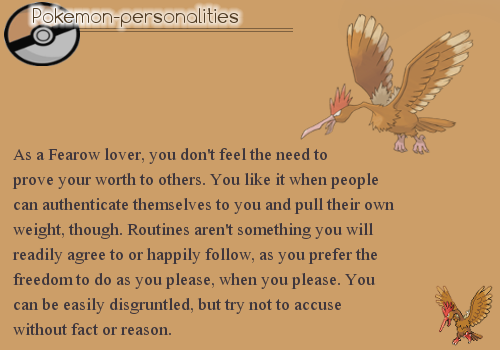 Pokemon-personalities
As a Fearow lover, you don't feel the need to
prove your worth to others. You like it when people
can authenticate themselves to you and pull their own
weight, though. Routines aren't something you will
readily agree to or happily follow, as you prefer the
freedom to do as you please, when you please. You
can be easily disgruntled, but try not to accuse
without fact or reason.